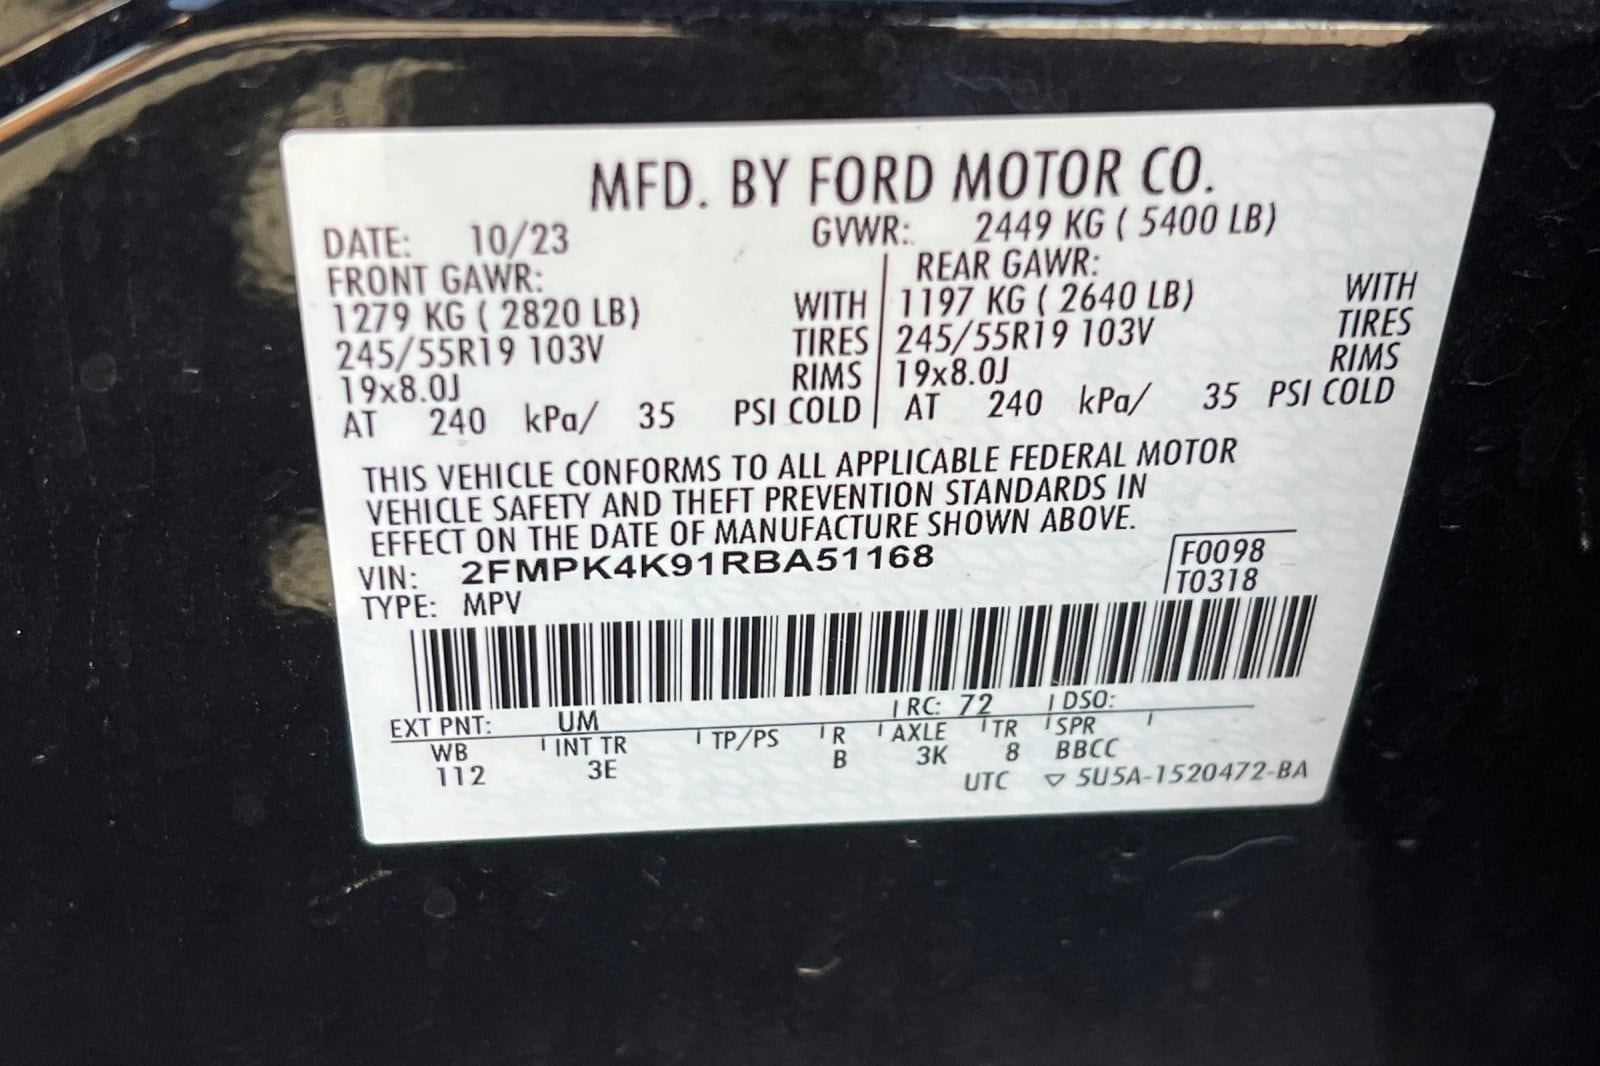 MFD. BY FORD MOTOR CO.
DATE: 10/23 GVWR: 2449 KG ( 5400 LB)
FRONT GAWR: REAR GAWR:
1279 KG ( 2820 LB) WITH 1197 KG ( 2640 LB) WITH
245/55R19 103V TIRES 245/55R19 103V TIRES
19x8.0J RIMS 19x8.0J RIMS
AT 240 kPa/ 35 PSI COLD AT 240 kPa/ 35 PSI COLD
THIS VEHICLE CONFORMS TO ALL APPLICABLE FEDERAL MOTOR
VEHICLE SAFETY AND THEFT PREVENTION STANDARDS IN
EFFECT ON THE DATE OF MANUFACTURE SHOWN ABOVE.
VIN: 2FMPK4K91RBA51168 F0098
TYPE: MPV T0318
EXT PNT: UM RC: 72 DSO:
WB INT TR TP/PS R AXLE TR SPR
112 3E B 3K 8 BBCC
UTC ▽ 5U5A-1520472-BA